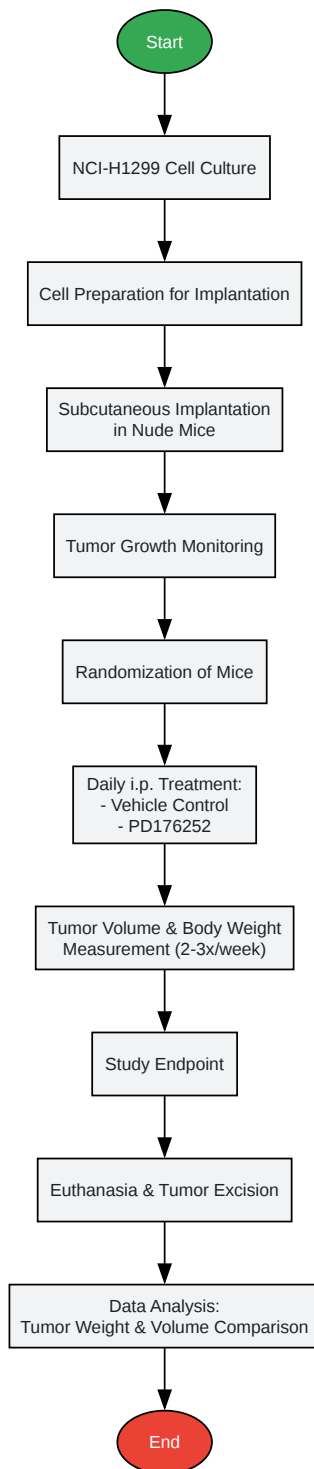 Start
NCI-H1299 Cell Culture
Cell Preparation for Implantation
Subcutaneous Implantation
in Nude Mice
Tumor Growth Monitoring
Randomization of Mice
Daily i.p. Treatment:
- Vehicle Control
- PD176252
Tumor Volume & Body Weight
Measurement (2-3x/week)
Study Endpoint
Euthanasia & Tumor Excision
Data Analysis:
Tumor Weight & Volume Comparison
End